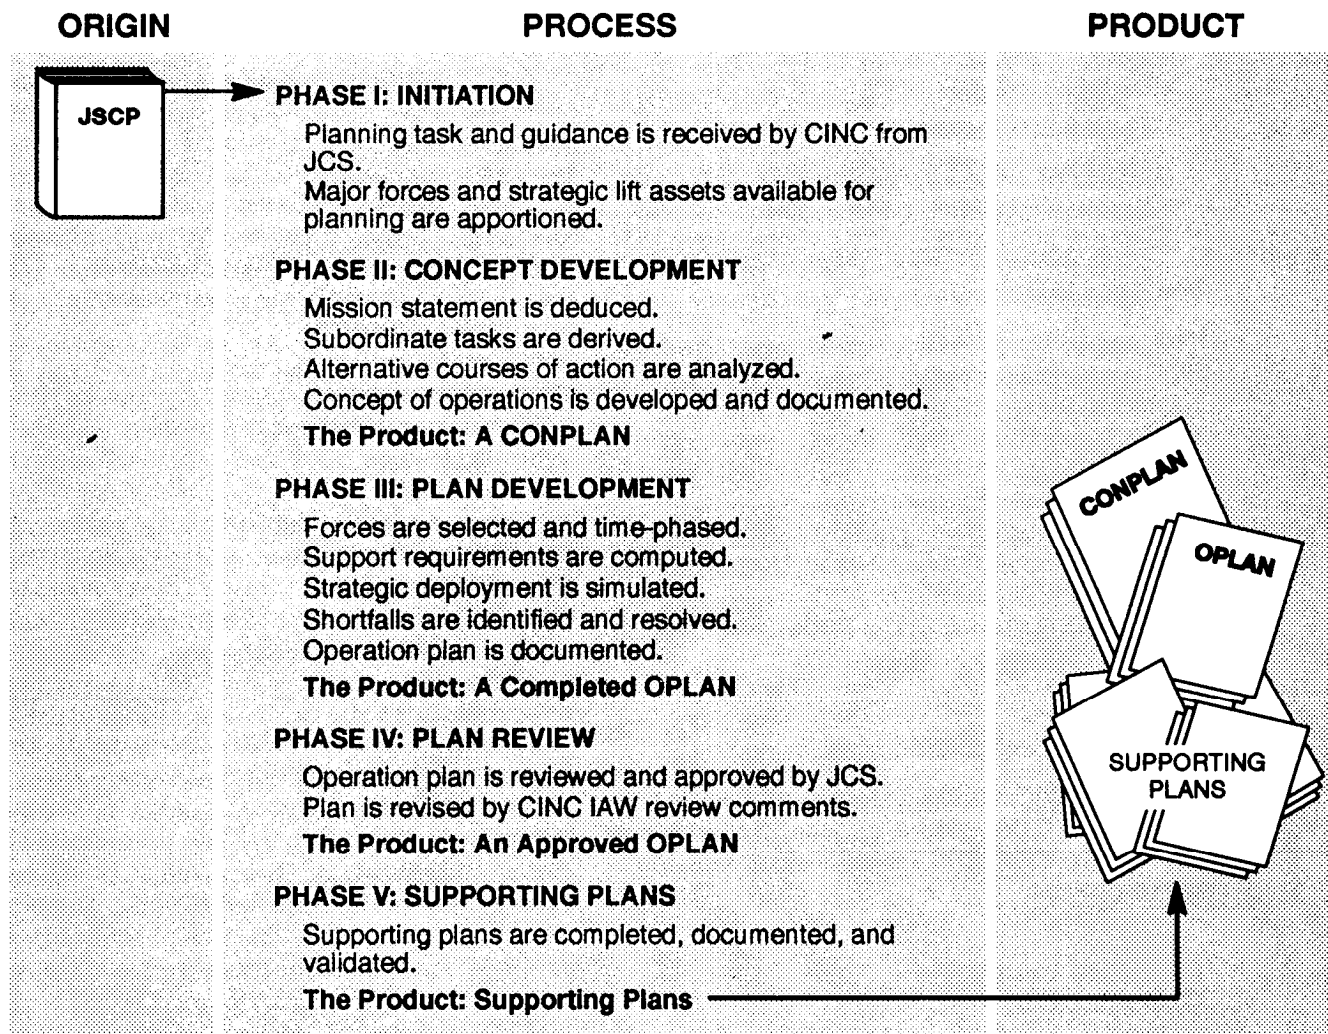 ORIGIN
PROCESS
PRODUCT
JSCP
PHASE I: INITIATION
Planning task and guidance is received by CINC from
JCS.
Major forces and strategic lift assets available for
planning are apportioned.
PHASE II: CONCEPT DEVELOPMENT
Mission statement is deduced.
Subordinate tasks are derived.
Alternative courses of action are analyzed.
Concept of operations is developed and documented.
The Product: A CONPLAN
PHASE III: PLAN DEVELOPMENT
Forces are selected and time-phased.
Support requirements are computed.
Strategic deployment is simulated.
Shortfalls are identified and resolved.
Operation plan is documented.
The Product: A Completed OPLAN
PHASE IV: PLAN REVIEW
Operation plan is reviewed and approved by JCS.
Plan is revised by CINC IAW review comments.
The Product: An Approved OPLAN
PHASE V: SUPPORTING PLANS
Supporting plans are completed, documented, and
validated.
The Product: Supporting Plans
CONPLAN
OPLAN
SUPPORTING
PLANS